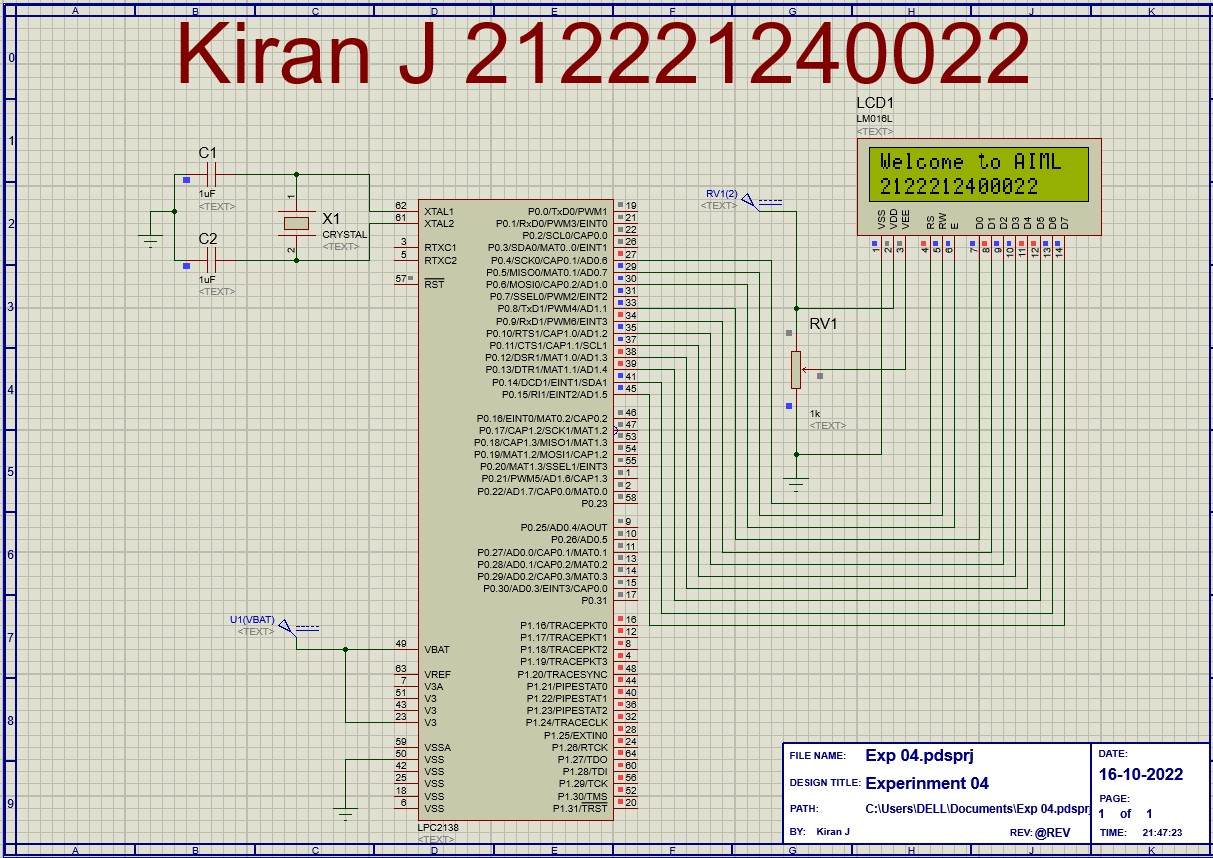 A B C D E F G H J K
Kiran J 212221240022
0
1
2
3
4
5
6
7
8
9
LCD1
LM016L
<TEXT>
Welcome to AIML
2122212400022
VSS VDD VEE RS RW E D0 D1 D2 D3 D4 D5 D6 D7
1 2 3 4 5 6 7 8 9 10 11 12 13 14
C1
1uF
<TEXT>
C2
1uF
<TEXT>
1
X1
CRYSTAL
<TEXT>
2
RV1(2)
<TEXT>
RV1
1k
<TEXT>
U1(VBAT)
<TEXT>
62 XTAL1
61 XTAL2
3 RTXC1
5 RTXC2
57 RST
49 VBAT
63 VREF
7 V3A
51 V3
43 V3
23 V3
59 VSSA
50 VSS
42 VSS
25 VSS
18 VSS
6 VSS
P0.0/TxD0/PWM1 19
P0.1/RxD0/PWM3/EINT0 21
P0.2/SCL0/CAP0.0 22
P0.3/SDA0/MAT0..0/EINT1 26
P0.4/SCK0/CAP0.1/AD0.6 27
P0.5/MISO0/MAT0.1/AD0.7 29
P0.6/MOSI0/CAP0.2/AD1.0 30
P0.7/SSEL0/PWM2/EINT2 31
P0.8/TxD1/PWM4/AD1.1 33
P0.9/RxD1/PWM6/EINT3 34
P0.10/RTS1/CAP1.0/AD1.2 35
P0.11/CTS1/CAP1.1/SCL1 37
P0.12/DSR1/MAT1.0/AD1.3 38
P0.13/DTR1/MAT1.1/AD1.4 39
P0.14/DCD1/EINT1/SDA1 41
P0.15/RI1/EINT2/AD1.5 45
P0.16/EINT0/MAT0.2/CAP0.2 46
P0.17/CAP1.2/SCK1/MAT1.2 47
P0.18/CAP1.3/MISO1/MAT1.3 53
P0.19/MAT1.2/MOSI1/CAP1.2 54
P0.20/MAT1.3/SSEL1/EINT3 55
P0.21/PWM5/AD1.6/CAP1.3 1
P0.22/AD1.7/CAP0.0/MAT0.0 2
P0.23 58
P0.25/AD0.4/AOUT 9
P0.26/AD0.5 10
P0.27/AD0.0/CAP0.1/MAT0.1 11
P0.28/AD0.1/CAP0.2/MAT0.2 13
P0.29/AD0.2/CAP0.3/MAT0.3 14
P0.30/AD0.3/EINT3/CAP0.0 15
P0.31 17
P1.16/TRACEPKT0 16
P1.17/TRACEPKT1 12
P1.18/TRACEPKT2 8
P1.19/TRACEPKT3 4
P1.20/TRACESYNC 48
P1.21/PIPESTAT0 44
P1.22/PIPESTAT1 40
P1.23/PIPESTAT2 36
P1.24/TRACECLK 32
P1.25/EXTIN0 28
P1.26/RTCK 24
P1.27/TDO 64
P1.28/TDI 60
P1.29/TCK 56
P1.30/TMS 52
P1.31/TRST 20
LPC2138
<TEXT>
FILE NAME: Exp 04.pdsprj
DESIGN TITLE: Experinment 04
PATH: C:\Users\DELL\Documents\Exp 04.pdsprj
BY: Kiran J REV: @REV
DATE:
16-10-2022
PAGE:
1 of 1
TIME: 21:47:23
A B C D E F G H J K